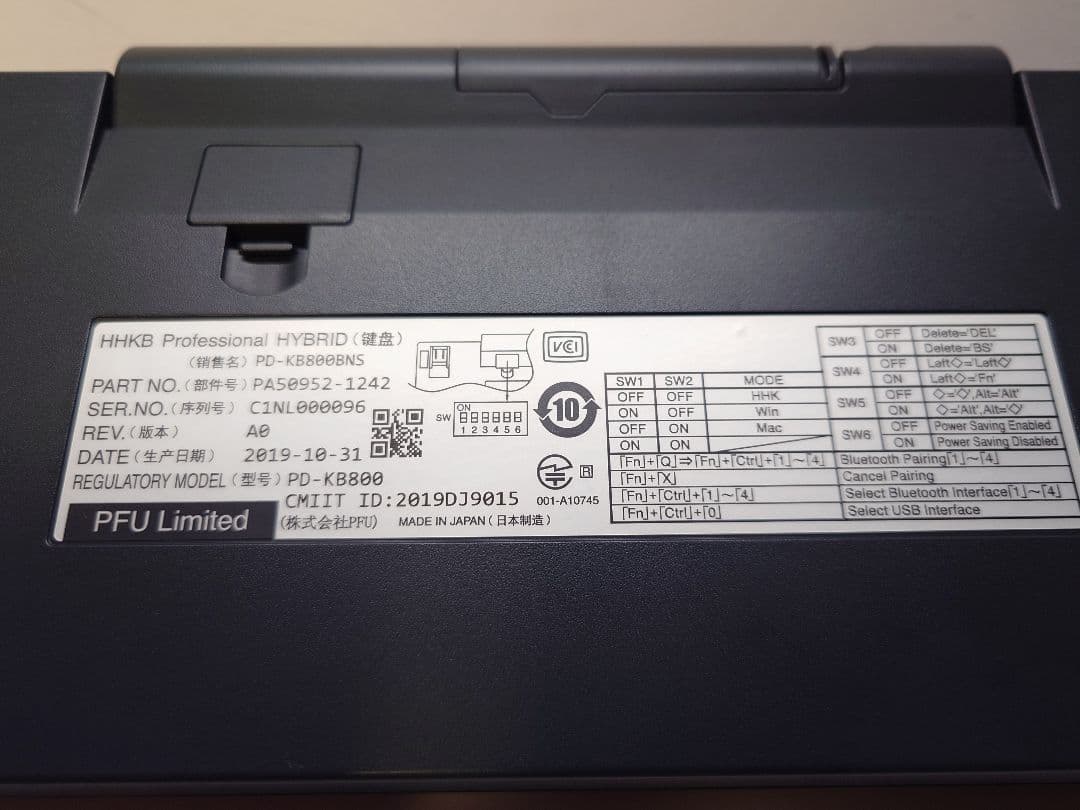 HHKB Professional HYBRID（键盘）
（销售名）PD-KB800BNS
PART NO.（部件号）PA50952-1242
SER.NO.（序列号）C1NL000096
REV.（版本） A0
DATE（生产日期） 2019-10-31
REGULATORY MODEL（型号）PD-KB800
CMIIT ID:2019DJ9015
PFU Limited （株式会社PFU） MADE IN JAPAN（日本制造）
SW ON
1 2 3 4 5 6
VCI
10
R
001-A10745
SW1 SW2 MODE
OFF OFF HHK
ON OFF Win
OFF ON Mac
ON ON
SW3 OFF Delete='DEL'
ON Delete='BS'
SW4 OFF Left◇='Left◇'
ON Left◇='Fn'
SW5 OFF ◇='◇',Alt='Alt'
ON ◇='Alt',Alt='◇'
SW6 OFF Power Saving Enabled
ON Power Saving Disabled
｢Fn｣+｢Q｣⇒｢Fn｣+｢Ctrl｣+｢1｣～｢4｣ Bluetooth Pairing｢1｣～｢4｣
｢Fn｣+｢X｣ Cancel Pairing
｢Fn｣+｢Ctrl｣+｢1｣～｢4｣ Select Bluetooth Interface｢1｣～｢4｣
｢Fn｣+｢Ctrl｣+｢0｣ Select USB Interface